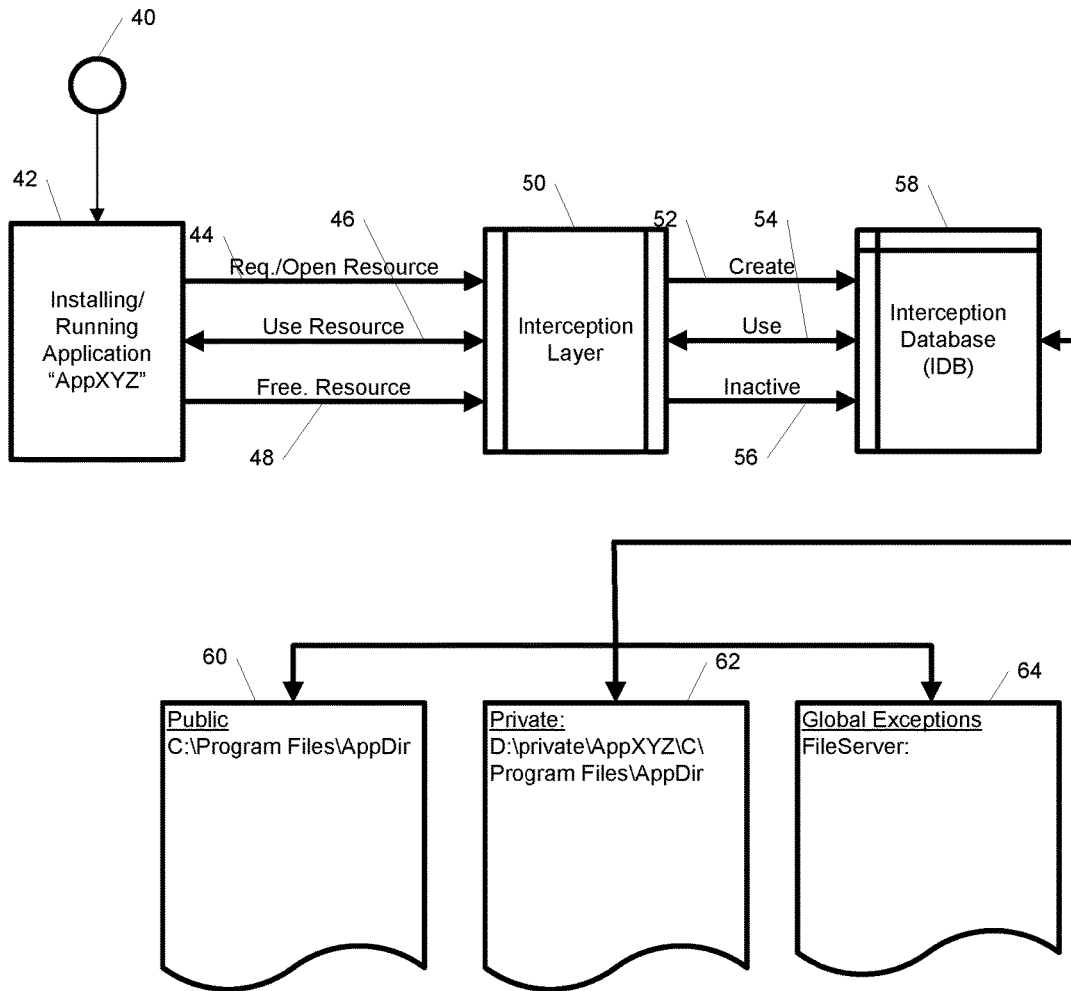 40
42
44
46
50
52
54
58
Req./Open Resource
Create
Installing/
Running
Application
“AppXYZ”
Use Resource
Interception
Layer
Use
Interception
Database
(IDB)
Free. Resource
Inactive
48
56
60
62
64
Public
C:\Program Files\AppDir
Private:
D:\private\AppXYZ\C\
Program Files\AppDir
Global Exceptions
FileServer: